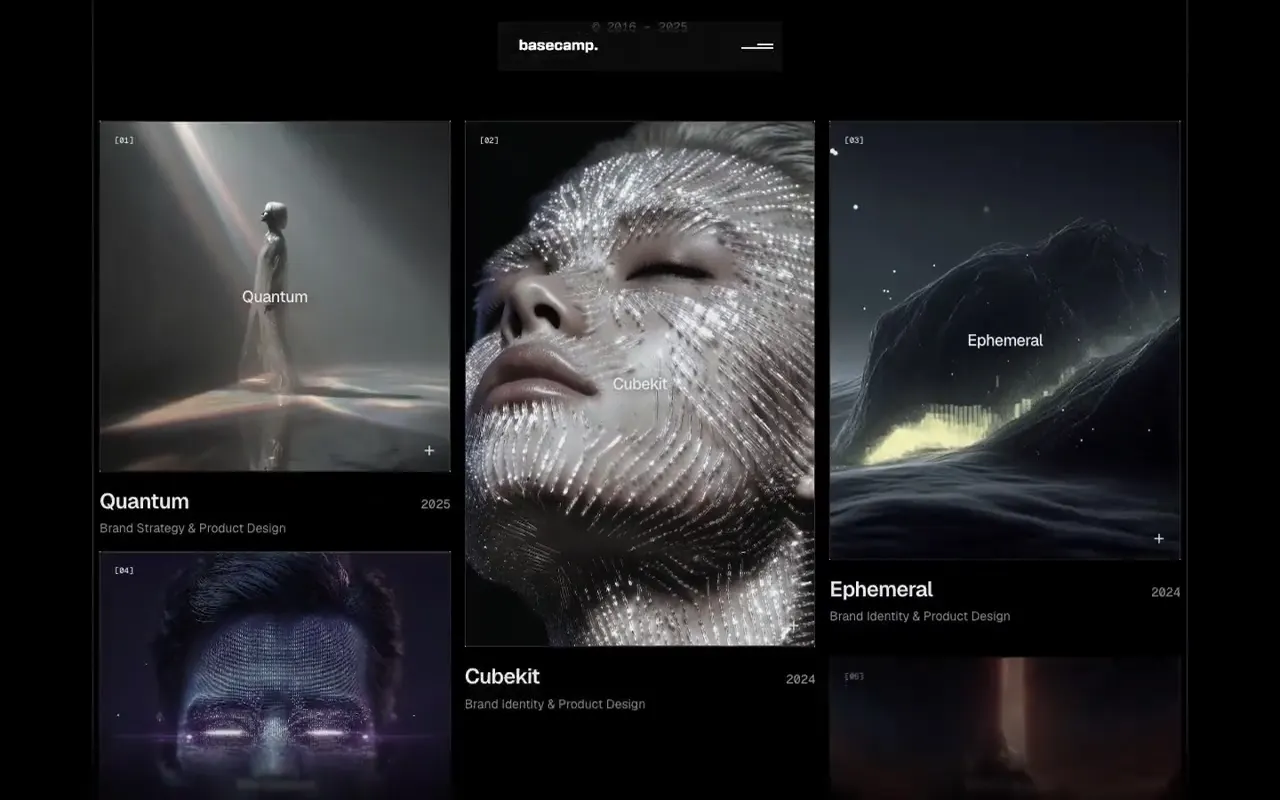 © 2016 - 2025
basecamp.
[01]
Quantum
Quantum
2025
Brand Strategy & Product Design
[02]
Cubekit
Cubekit
2024
Brand Identity & Product Design
[03]
Ephemeral
Ephemeral
2024
Brand Identity & Product Design
[04]